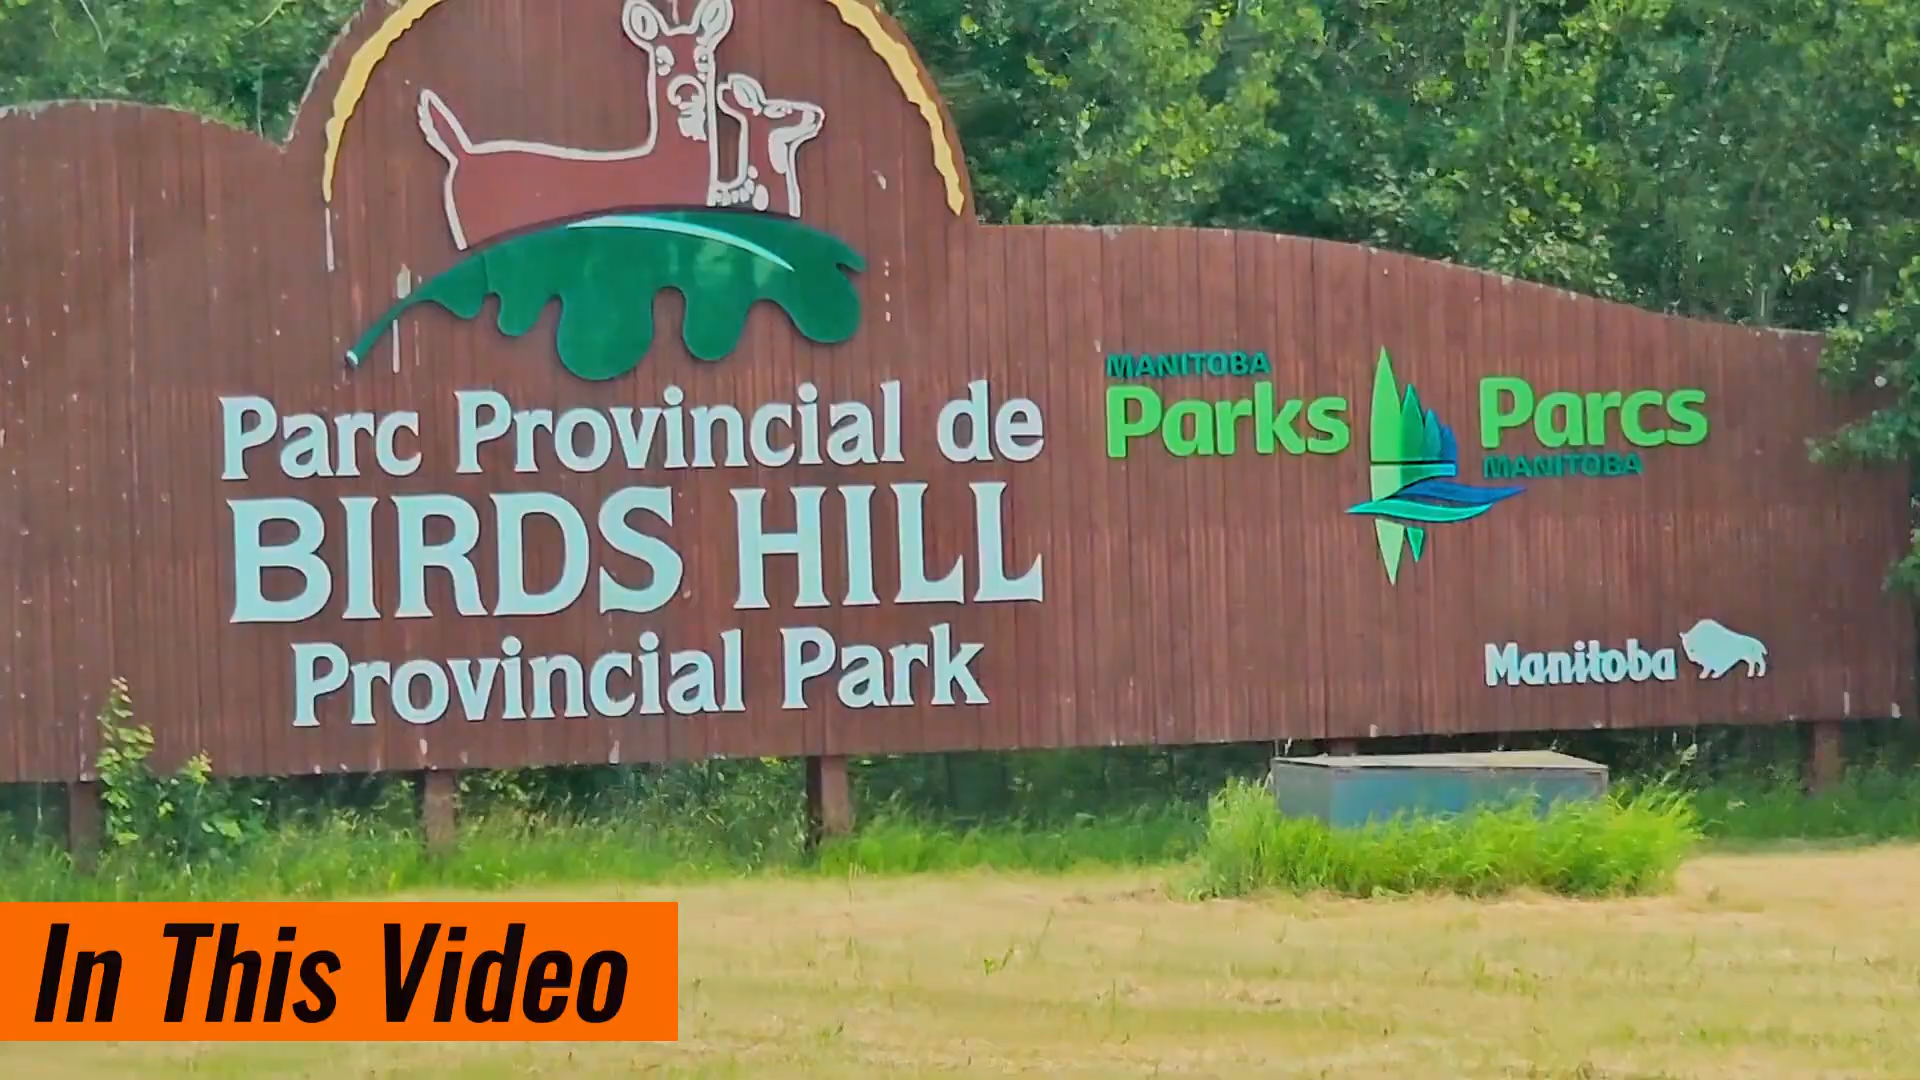 Parc Provincial de
BIRDS HILL
Provincial Park
MANITOBA
Parks
Parcs
MANITOBA
Manitoba
In This Video